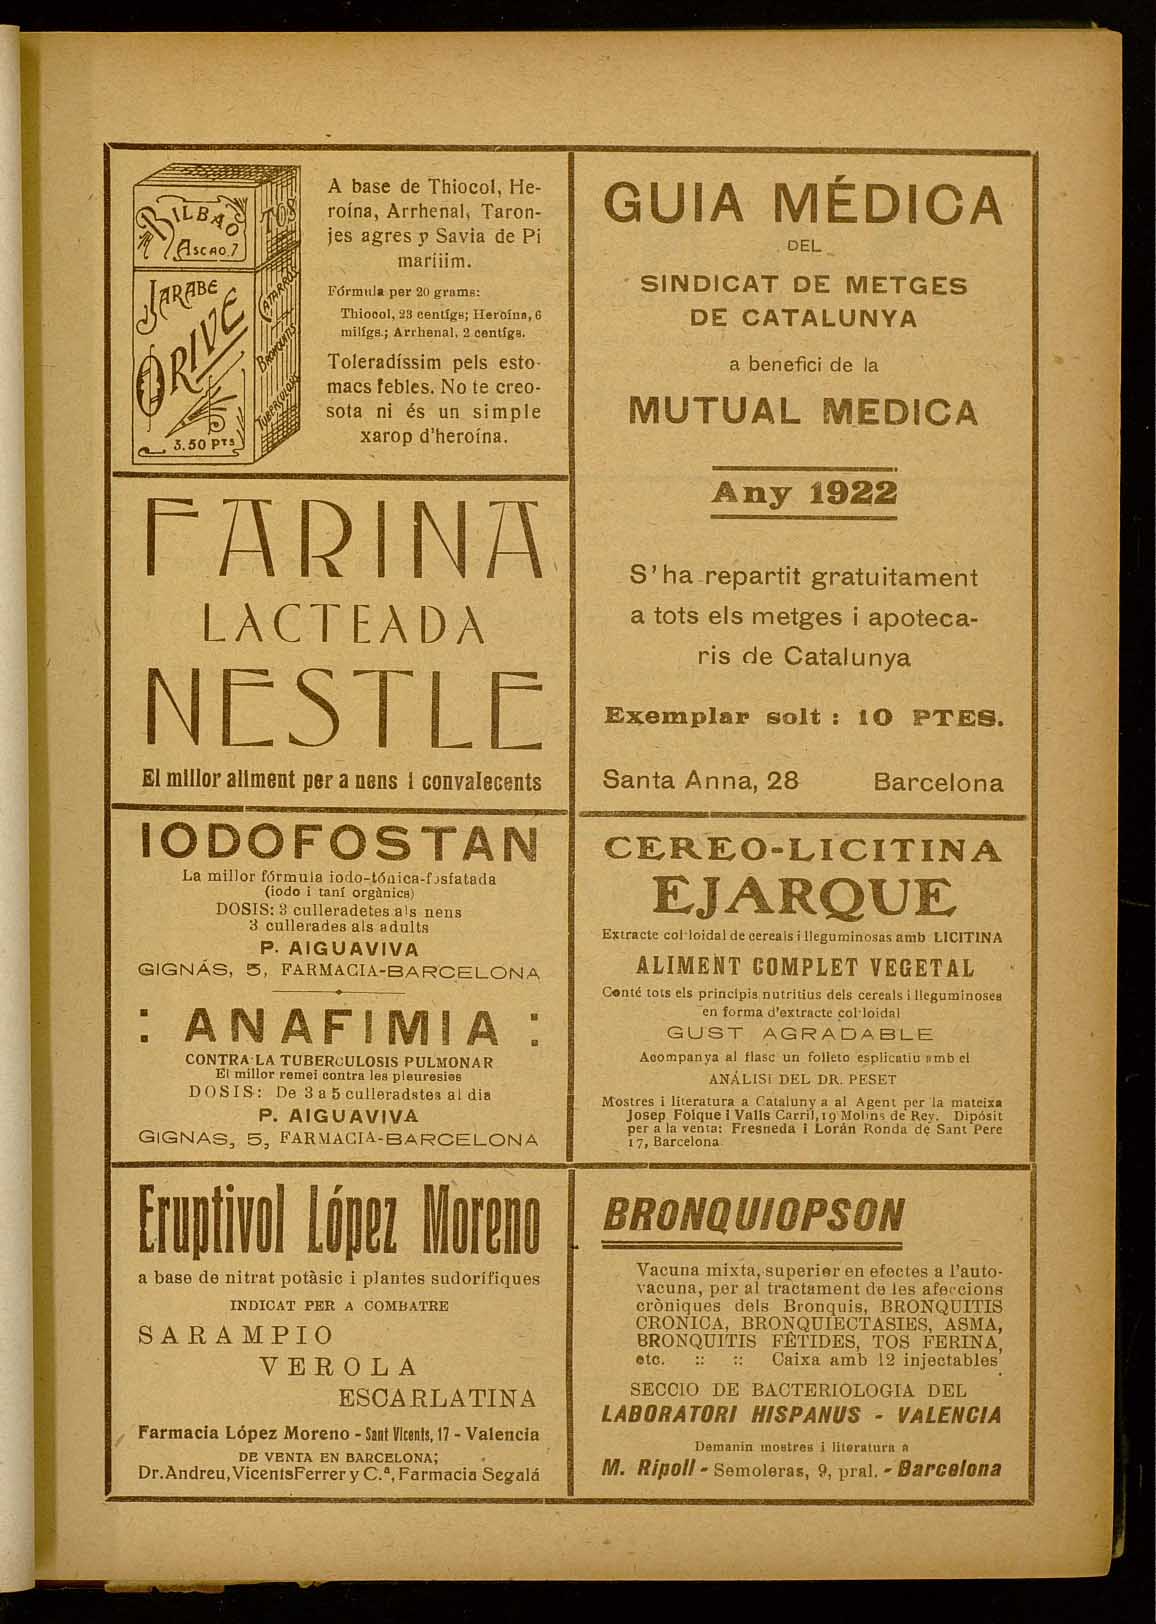 BILBAO
Ascao.7
JARABE
ORIVE
3.50 PTS
TOS
CATARROS
BRONQUITIS
TUBERCULOSIS
A base de Thiocol, He-
roína, Arrhenal, Taron-
jes agres y Savia de Pi
maríiim.
Fórmula per 20 grams:
Thiocol, 23 centígs; Heroína, 6
milígs.; Arrhenal, 2 centígs.
Toleradíssim pels esto-
macs febles. No te creo-
sota ni és un simple
xarop d'heroína.
FARINA
LACTEADA
NESTLE
El millor aliment per a nens i convalecents
IODOFOSTAN
La millor fórmula iodo-tónica-fosfatada
(iodo i taní orgànics)
DOSIS: 3 culleradetes als nens
3 cullerades als adults
P. AIGUAVIVA
GIGNÁS, 5, FARMACIA-BARCELONA
: ANAFIMIA :
CONTRA LA TUBERCULOSIS PULMONAR
El millor remei contra les pleuresies
DOSIS: De 3 a 5 culleradstes al dia
P. AIGUAVIVA
GIGNAS, 5, FARMACIA-BARCELONA
Eruptivol López Moreno
a base de nitrat potàsic i plantes sudorífiques
INDICAT PER A COMBATRE
SARAMPIO
VEROLA
ESCARLATINA
Farmacia López Moreno - Sant Vicents, 17 - Valencia
DE VENTA EN BARCELONA;
Dr. Andreu, Vicents Ferrer y C.ª, Farmacia Segalá
GUIA MÉDICA
DEL
SINDICAT DE METGES
DE CATALUNYA
a benefici de la
MUTUAL MEDICA
Any 1922
S'ha repartit gratuitament
a tots els metges i apoteca-
ris de Catalunya
Exemplar solt : 10 PTES.
Santa Anna, 28 Barcelona
CEREO-LICITINA
EJARQUE
Extracte col·loidal de cereals i lleguminosas amb LICITINA
ALIMENT COMPLET VEGETAL
Conté tots els principis nutritius dels cereals i lleguminoses
en forma d'extracte col·loidal
GUST AGRADABLE
Acompanya al flasc un folleto esplicatiu amb el
ANÁLISI DEL DR. PESET
Mostres i literatura a Catalunya al Agent per la mateixa
Josep Folque i Valls Carril, 19 Molins de Rey. Dipósit
per a la venta: Fresneda i Lorán Ronda de Sant Pere
17, Barcelona
BRONQUIOPSON
Vacuna mixta, superior en efectes a l'auto-
vacuna, per al tractament de les afeccions
cròniques dels Bronquis, BRONQUITIS
CRONICA, BRONQUIECTASIES, ASMA,
BRONQUITIS FÈTIDES, TOS FERINA,
etc. :: :: Caixa amb 12 injectables
SECCIO DE BACTERIOLOGIA DEL
LABORATORI HISPANUS - VALENCIA
Demanin mostres i literatura a
M. Ripoll - Semoleras, 9, pral. - Barcelona